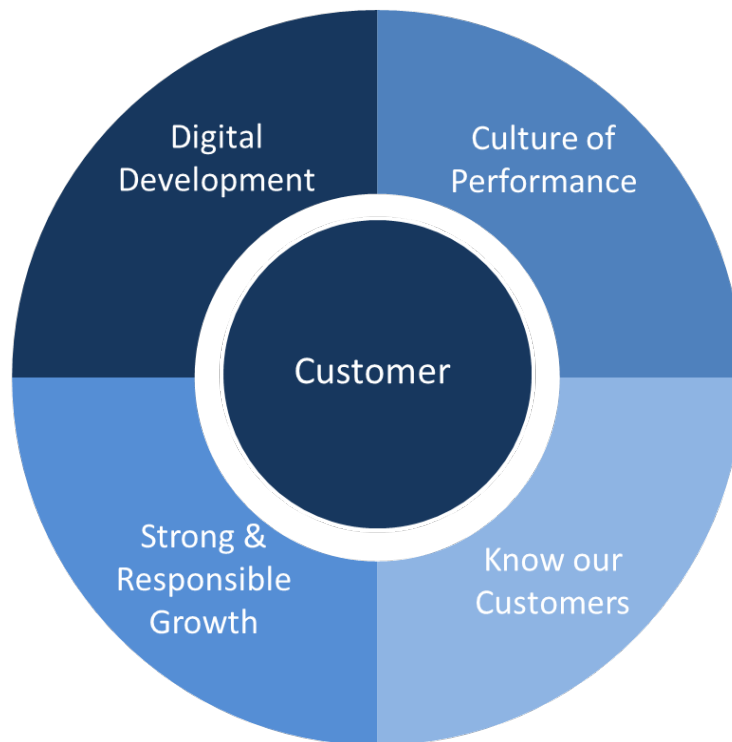 Digital
Development
Culture of
Performance
Customer
Strong &
Responsible
Growth
Know our
Customers